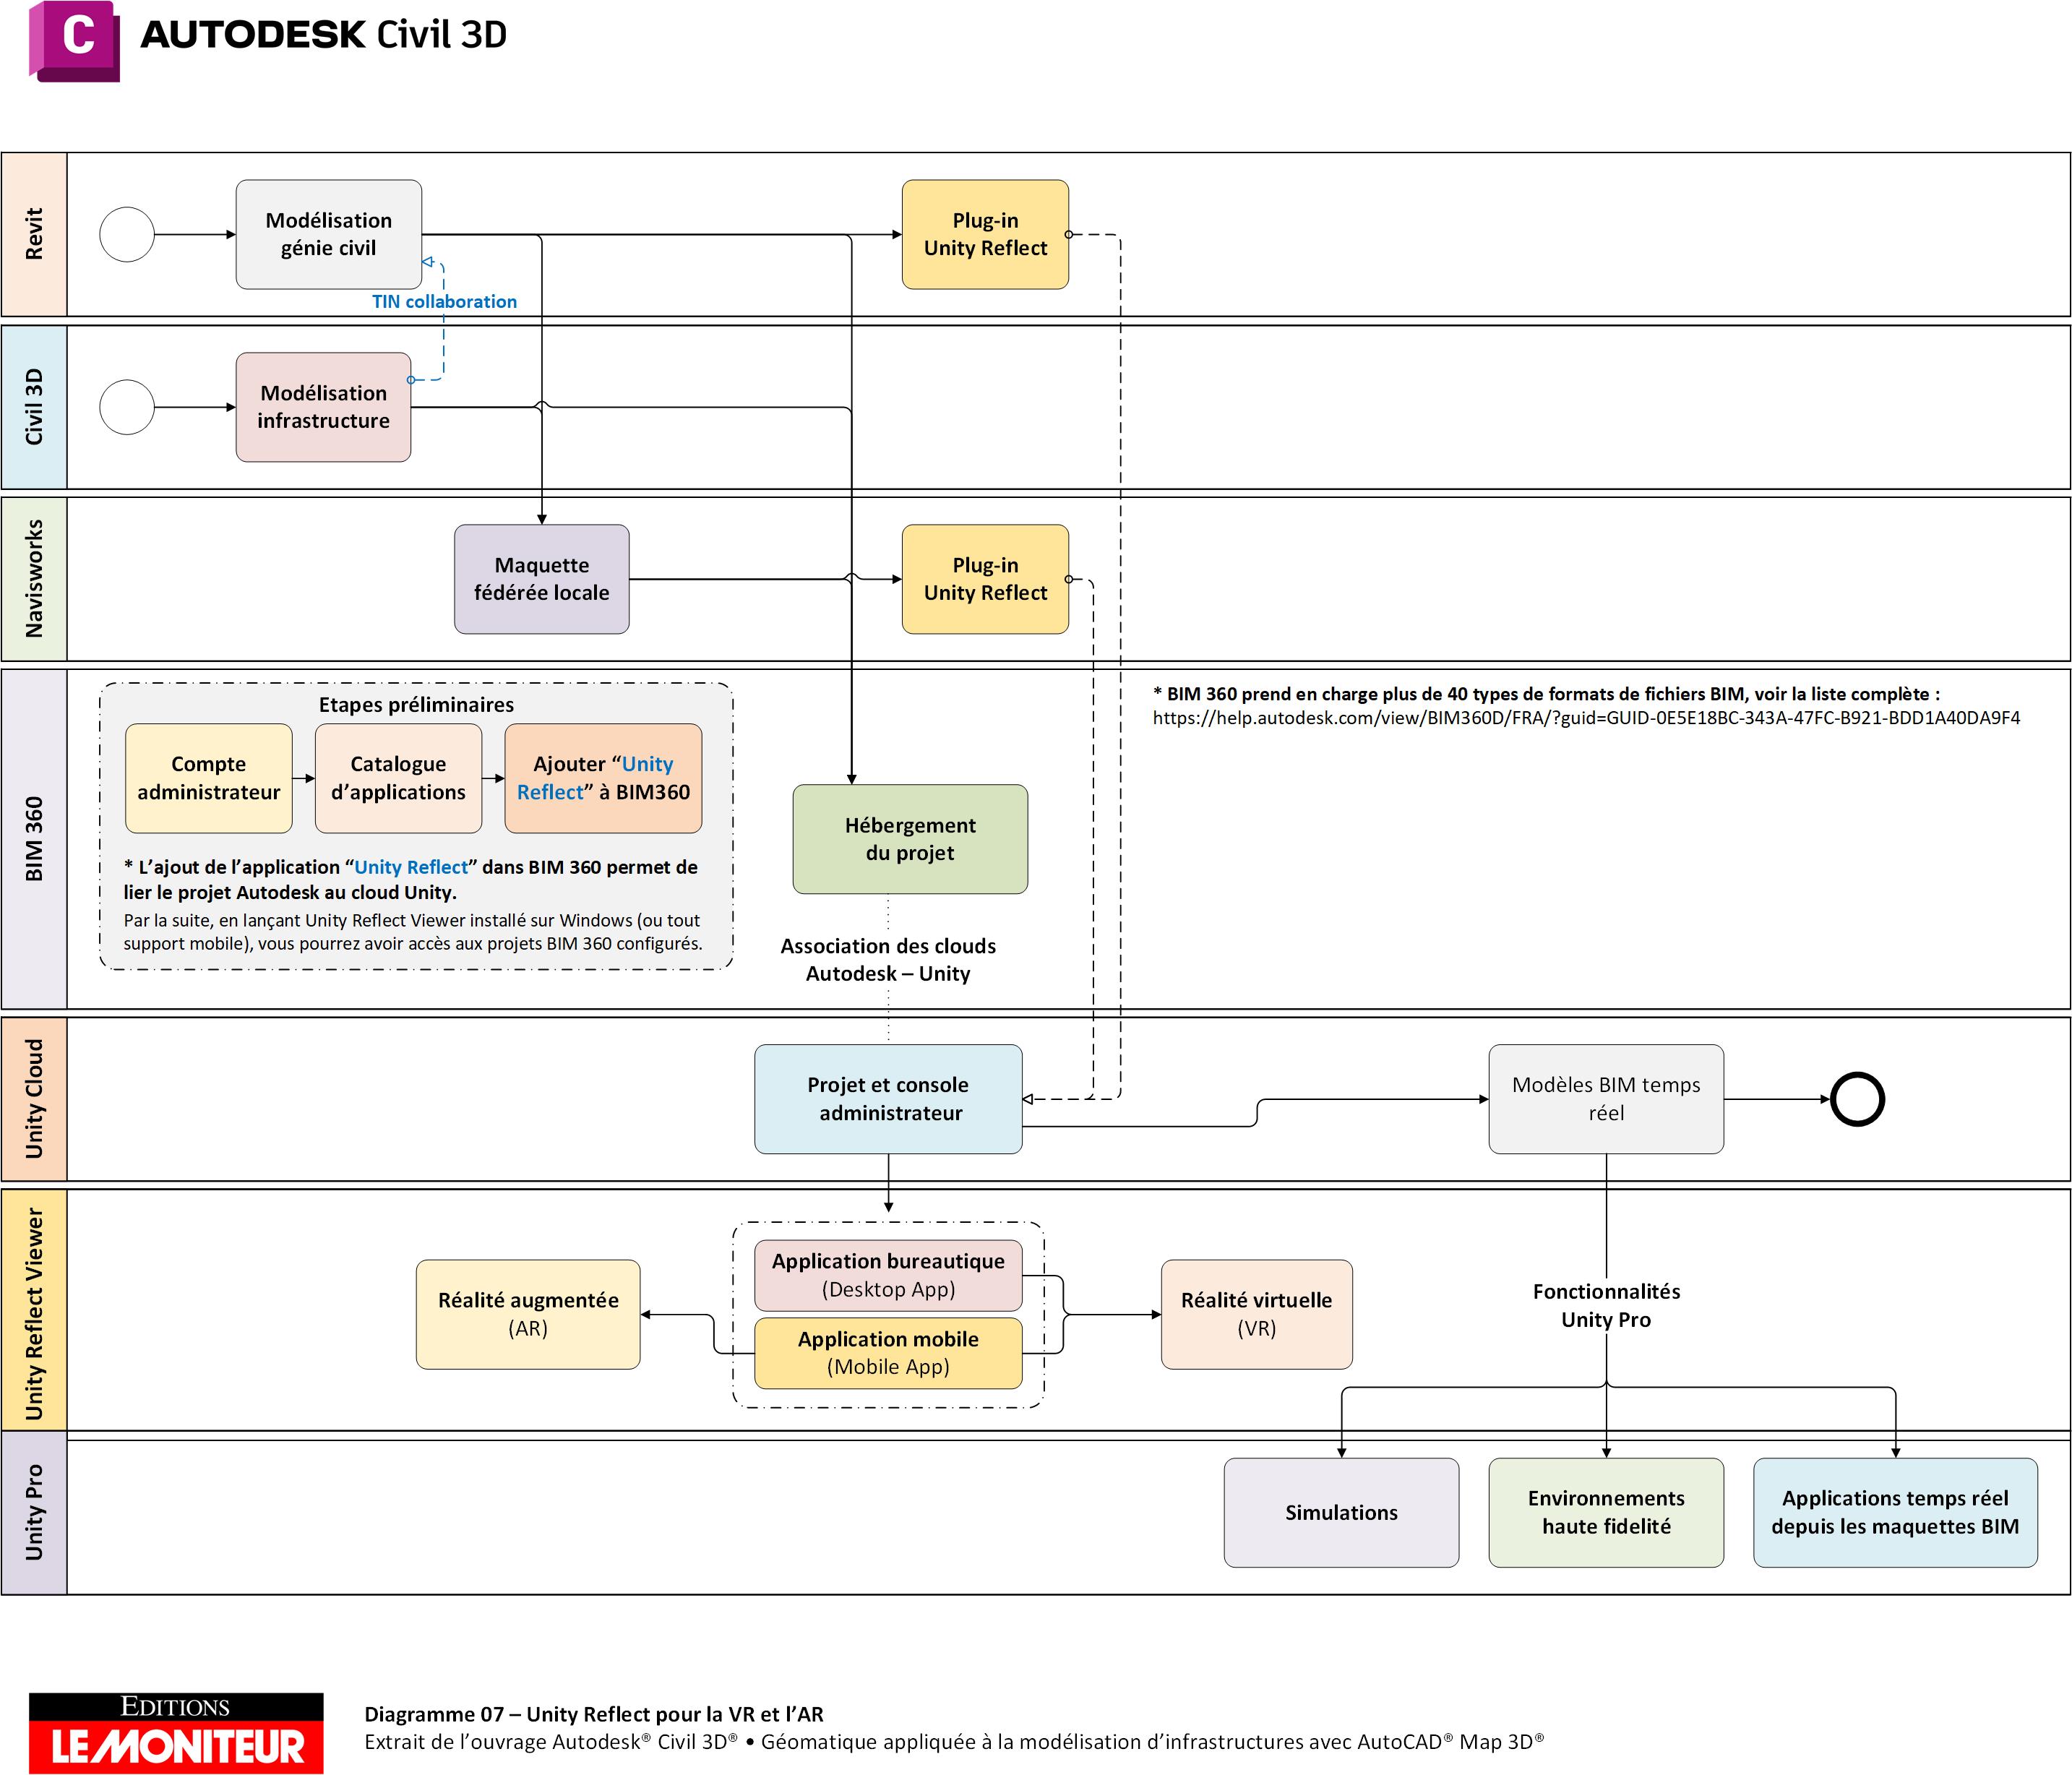 C AUTODESK Civil 3D
Revit
Modélisation
génie civil
Plug-in
Unity Reflect
TIN collaboration
Civil 3D
Modélisation
infrastructure
Navisworks
Maquette
fédérée locale
Plug-in
Unity Reflect
BIM 360
Etapes préliminaires
Compte
administrateur
Catalogue
d’applications
Ajouter “Unity
Reflect” à BIM360
* L’ajout de l’application “Unity Reflect” dans BIM 360 permet de
lier le projet Autodesk au cloud Unity.
Par la suite, en lançant Unity Reflect Viewer installé sur Windows (ou tout
support mobile), vous pourrez avoir accès aux projets BIM 360 configurés.
* BIM 360 prend en charge plus de 40 types de formats de fichiers BIM, voir la liste complète :
https://help.autodesk.com/view/BIM360D/FRA/?guid=GUID-0E5E18BC-343A-47FC-B921-BDD1A40DA9F4
Hébergement
du projet
Association des clouds
Autodesk – Unity
Unity Cloud
Projet et console
administrateur
Modèles BIM temps
réel
Unity Reflect Viewer
Réalité augmentée
(AR)
Application bureautique
(Desktop App)
Application mobile
(Mobile App)
Réalité virtuelle
(VR)
Fonctionnalités
Unity Pro
Unity Pro
Simulations
Environnements
haute fidelité
Applications temps réel
depuis les maquettes BIM
EDITIONS
LE MONITEUR
Diagramme 07 – Unity Reflect pour la VR et l’AR
Extrait de l’ouvrage Autodesk® Civil 3D® • Géomatique appliquée à la modélisation d’infrastructures avec AutoCAD® Map 3D®